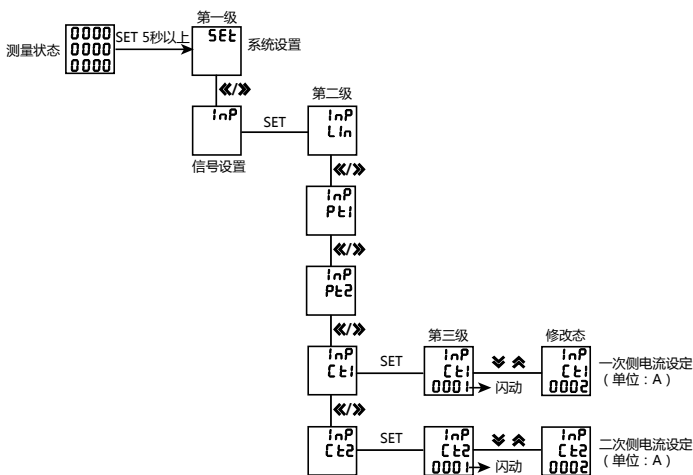 第一级
测量状态
0000
0000
0000
SET 5秒以上
SEt
系统设置
《/》
InP
信号设置
SET
第二级
InP
LIn
《/》
InP
Pt1
《/》
InP
Pt2
《/》
InP
Ct1
SET
第三级
InP
Ct1
0001
闪动
修改态
InP
Ct1
0002
一次侧电流设定
（单位：A）
《/》
InP
Ct2
SET
InP
Ct2
0001
闪动
InP
Ct2
0002
二次侧电流设定
（单位：A）